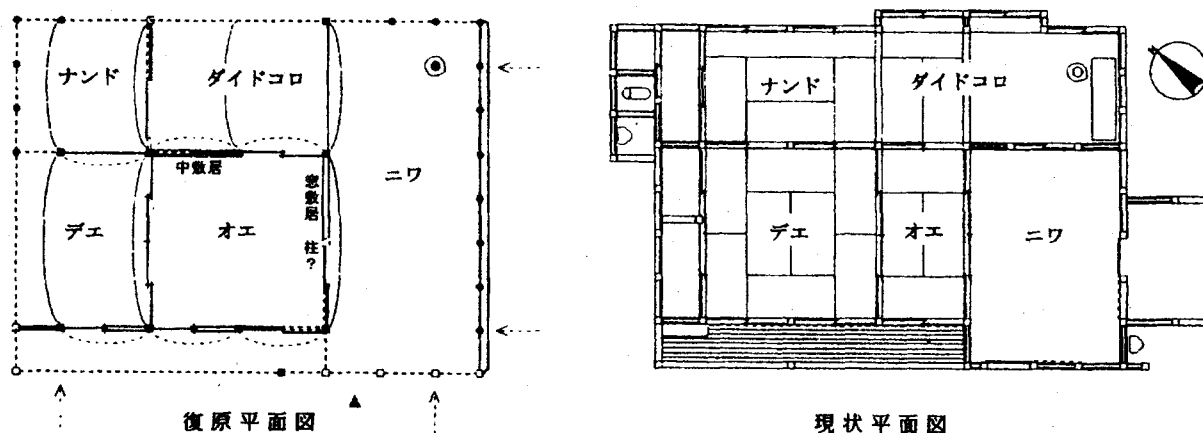 ナンド
ダイドコロ
中敷居
窓敷居 柱?
ニワ
デエ
オエ
復原平面図
ナンド
ダイドコロ
デエ
オエ
ニワ
現状平面図